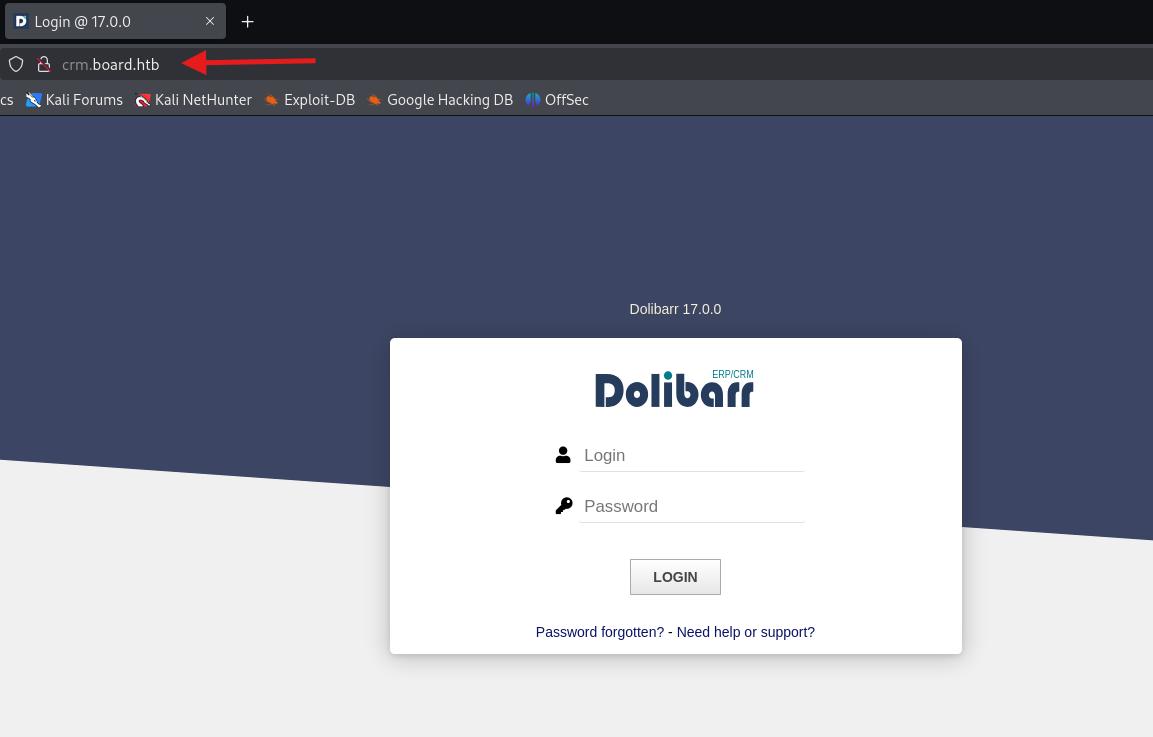 Login @ 17.0.0
crm.board.htb
cs Kali Forums Kali NetHunter Exploit-DB Google Hacking DB OffSec
Dolibarr 17.0.0
Dolibarr ERP/CRM
Login
Password
LOGIN
Password forgotten? - Need help or support?